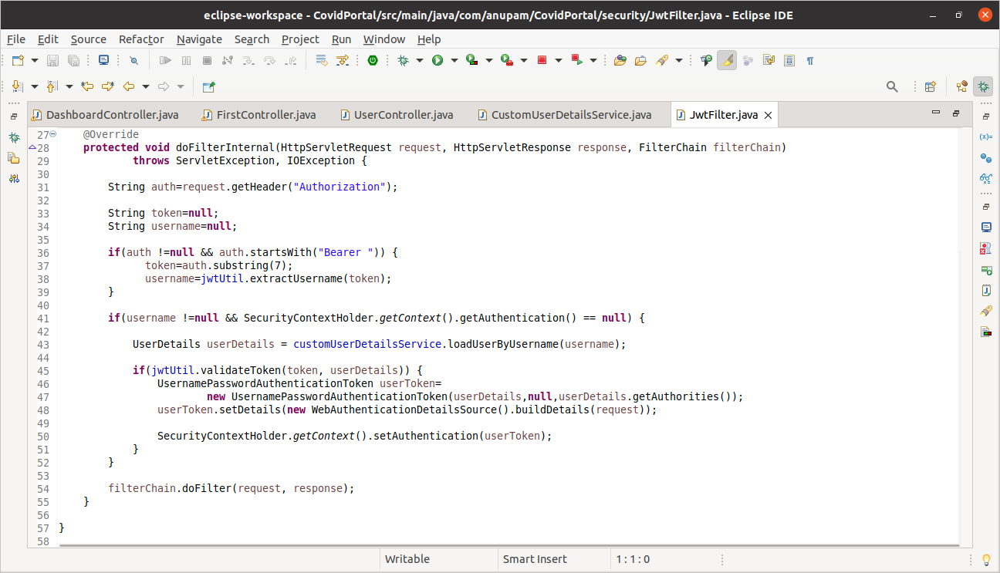 eclipse-workspace - CovidPortal/src/main/java/com/anupam/CovidPortal/security/JwtFilter.java - Eclipse IDE
File Edit Source Refactor Navigate Search Project Run Window Help
DashboardController.java FirstController.java UserController.java CustomUserDetailsService.java JwtFilter.java
27 @Override
28 protected void doFilterInternal(HttpServletRequest request, HttpServletResponse response, FilterChain filterChain)
29 throws ServletException, IOException {
30
31 String auth=request.getHeader("Authorization");
32
33 String token=null;
34 String username=null;
35
36 if(auth !=null && auth.startsWith("Bearer ")) {
37 token=auth.substring(7);
38 username=jwtUtil.extractUsername(token);
39 }
40
41 if(username !=null && SecurityContextHolder.getContext().getAuthentication() == null) {
42
43 UserDetails userDetails = customUserDetailsService.loadUserByUsername(username);
44
45 if(jwtUtil.validateToken(token, userDetails)) {
46 UsernamePasswordAuthenticationToken userToken=
47 new UsernamePasswordAuthenticationToken(userDetails,null,userDetails.getAuthorities());
48 userToken.setDetails(new WebAuthenticationDetailsSource().buildDetails(request));
49
50 SecurityContextHolder.getContext().setAuthentication(userToken);
51 }
52 }
53
54 filterChain.doFilter(request, response);
55 }
56
57 }
58
Writable Smart Insert 1 : 1 : 0